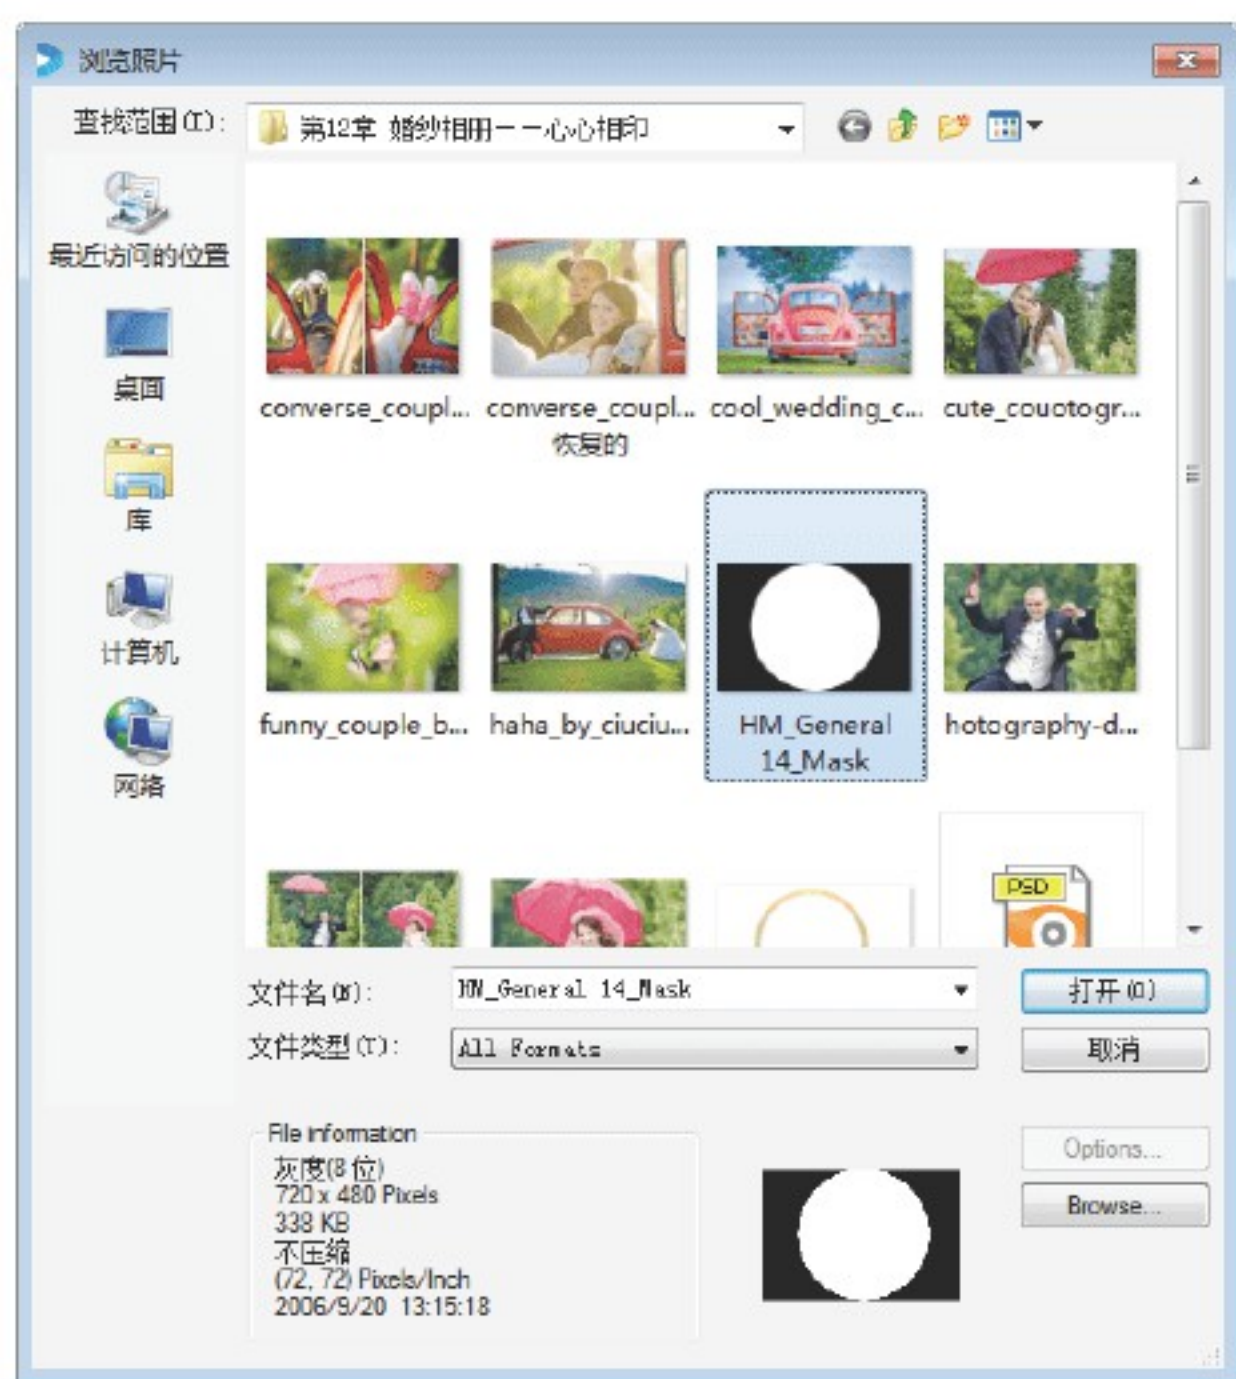 浏览照片
查找范围(I):
第12章 婚纱相册——心心相印
最近访问的位置
桌面
库
计算机
网络
converse_coupl...
converse_coupl...
恢复的
cool_wedding_c...
cute_couotogr...
funny_couple_b...
haha_by_ciuciu...
HM_General
14_Mask
hotography-d...
PSD
文件名(N):
HM_General 14_Mask
打开(O)
文件类型(T):
All Formats
取消
File information
灰度(8 位)
720 x 480 Pixels
338 KB
不压缩
(72, 72) Pixels/Inch
2006/9/20 13:15:18
Options...
Browse...